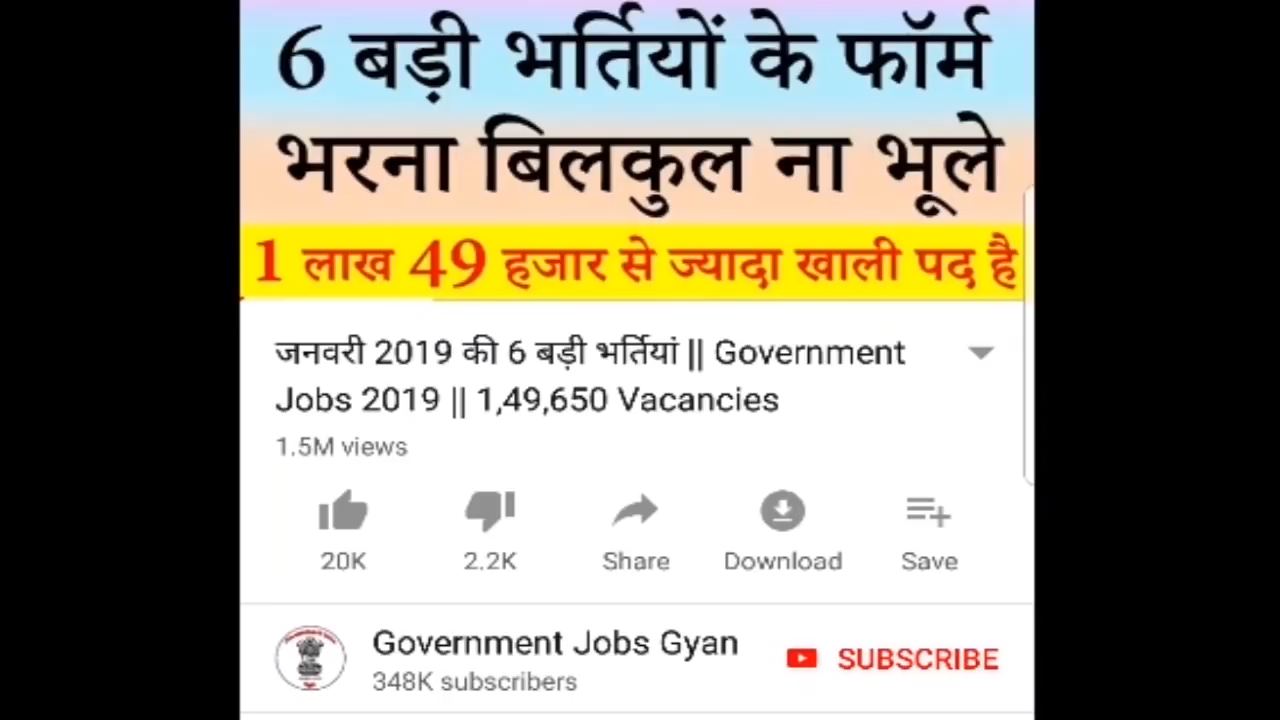 6 बड़ी भर्तियों के फॉर्म
भरना बिलकुल ना भूले
1 लाख 49 हजार से ज्यादा खाली पद है
जनवरी 2019 की 6 बड़ी भर्तियां || Government
Jobs 2019 || 1,49,650 Vacancies
1.5M views
20K 2.2K Share Download Save
Government Jobs Gyan
348K subscribers
SUBSCRIBE